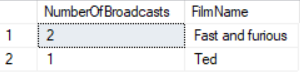 NumberOfBroadcasts FilmName
1 2 Fast and furious
2 1 Ted